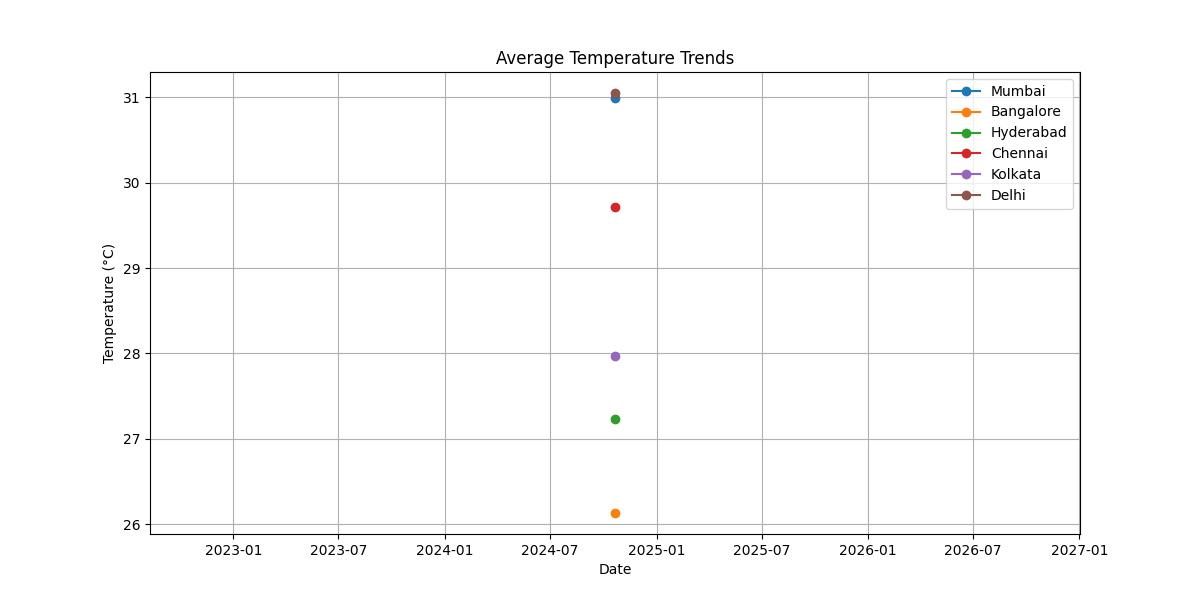 Average Temperature Trends
Temperature (°C)
31
30
29
28
27
26
Mumbai
Bangalore
Hyderabad
Chennai
Kolkata
Delhi
2023-01 2023-07 2024-01 2024-07 2025-01 2025-07 2026-01 2026-07 2027-01
Date